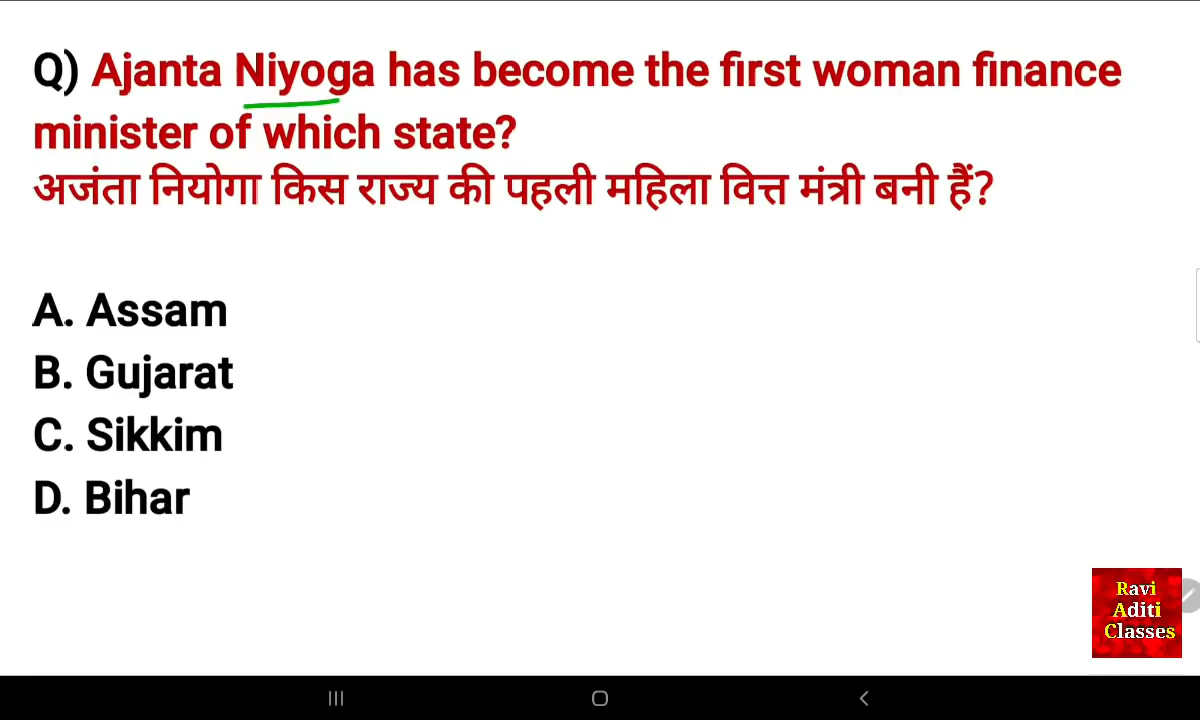 Q) Ajanta Niyoga has become the first woman finance
minister of which state?
अजंता नियोगा किस राज्य की पहली महिला वित्त मंत्री बनी हैं?
A. Assam
B. Gujarat
C. Sikkim
D. Bihar
Ravi
Aditi
Classes